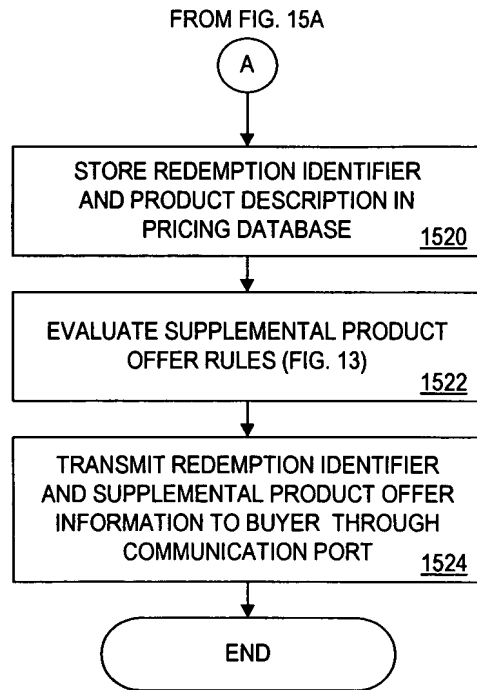 FROM FIG. 15A
A
STORE REDEMPTION IDENTIFIER
AND PRODUCT DESCRIPTION IN
PRICING DATABASE
1520
EVALUATE SUPPLEMENTAL PRODUCT
OFFER RULES (FIG. 13)
1522
TRANSMIT REDEMPTION IDENTIFIER
AND SUPPLEMENTAL PRODUCT OFFER
INFORMATION TO BUYER THROUGH
COMMUNICATION PORT
1524
END